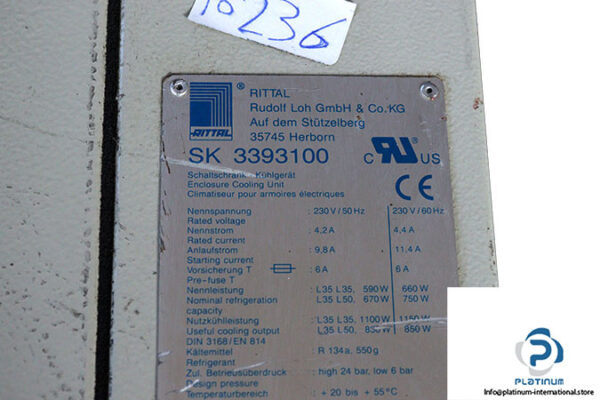 10236
®
RITTAL
RITTAL
Rudolf Loh GmbH & Co.KG
Auf dem Stützelberg
35745 Herborn
SK 3393100
C RU US
Schaltschrank-Kühlgerät
Enclosure Cooling Unit
Climatiseur pour armoires électriques
CE
Nennspannung : 230 V / 50 Hz 230 V / 60 Hz
Rated voltage
Nennstrom : 4,2 A 4,4 A
Rated current
Anlaufstrom : 9,8 A 11,4 A
Starting current
Vorsicherung T : 6 A 6 A
Pre-fuse T
Nennleistung : L35 L35, 590 W 660 W
Nominal refrigeration L35 L50, 670 W 750 W
capacity
Nutzkühlleistung : L35 L35, 1100 W 1150 W
Useful cooling output L35 L50, 850 W
DIN 3168/EN 814
Kältemittel : R 134a, 550g
Refrigerant
Zul. Betriebsüberdruck : high 24 bar, low 6 bar
Design pressure
Temperaturbereich : + 20 bis + 55°C
PLATINUM
Info@platinum-international.store